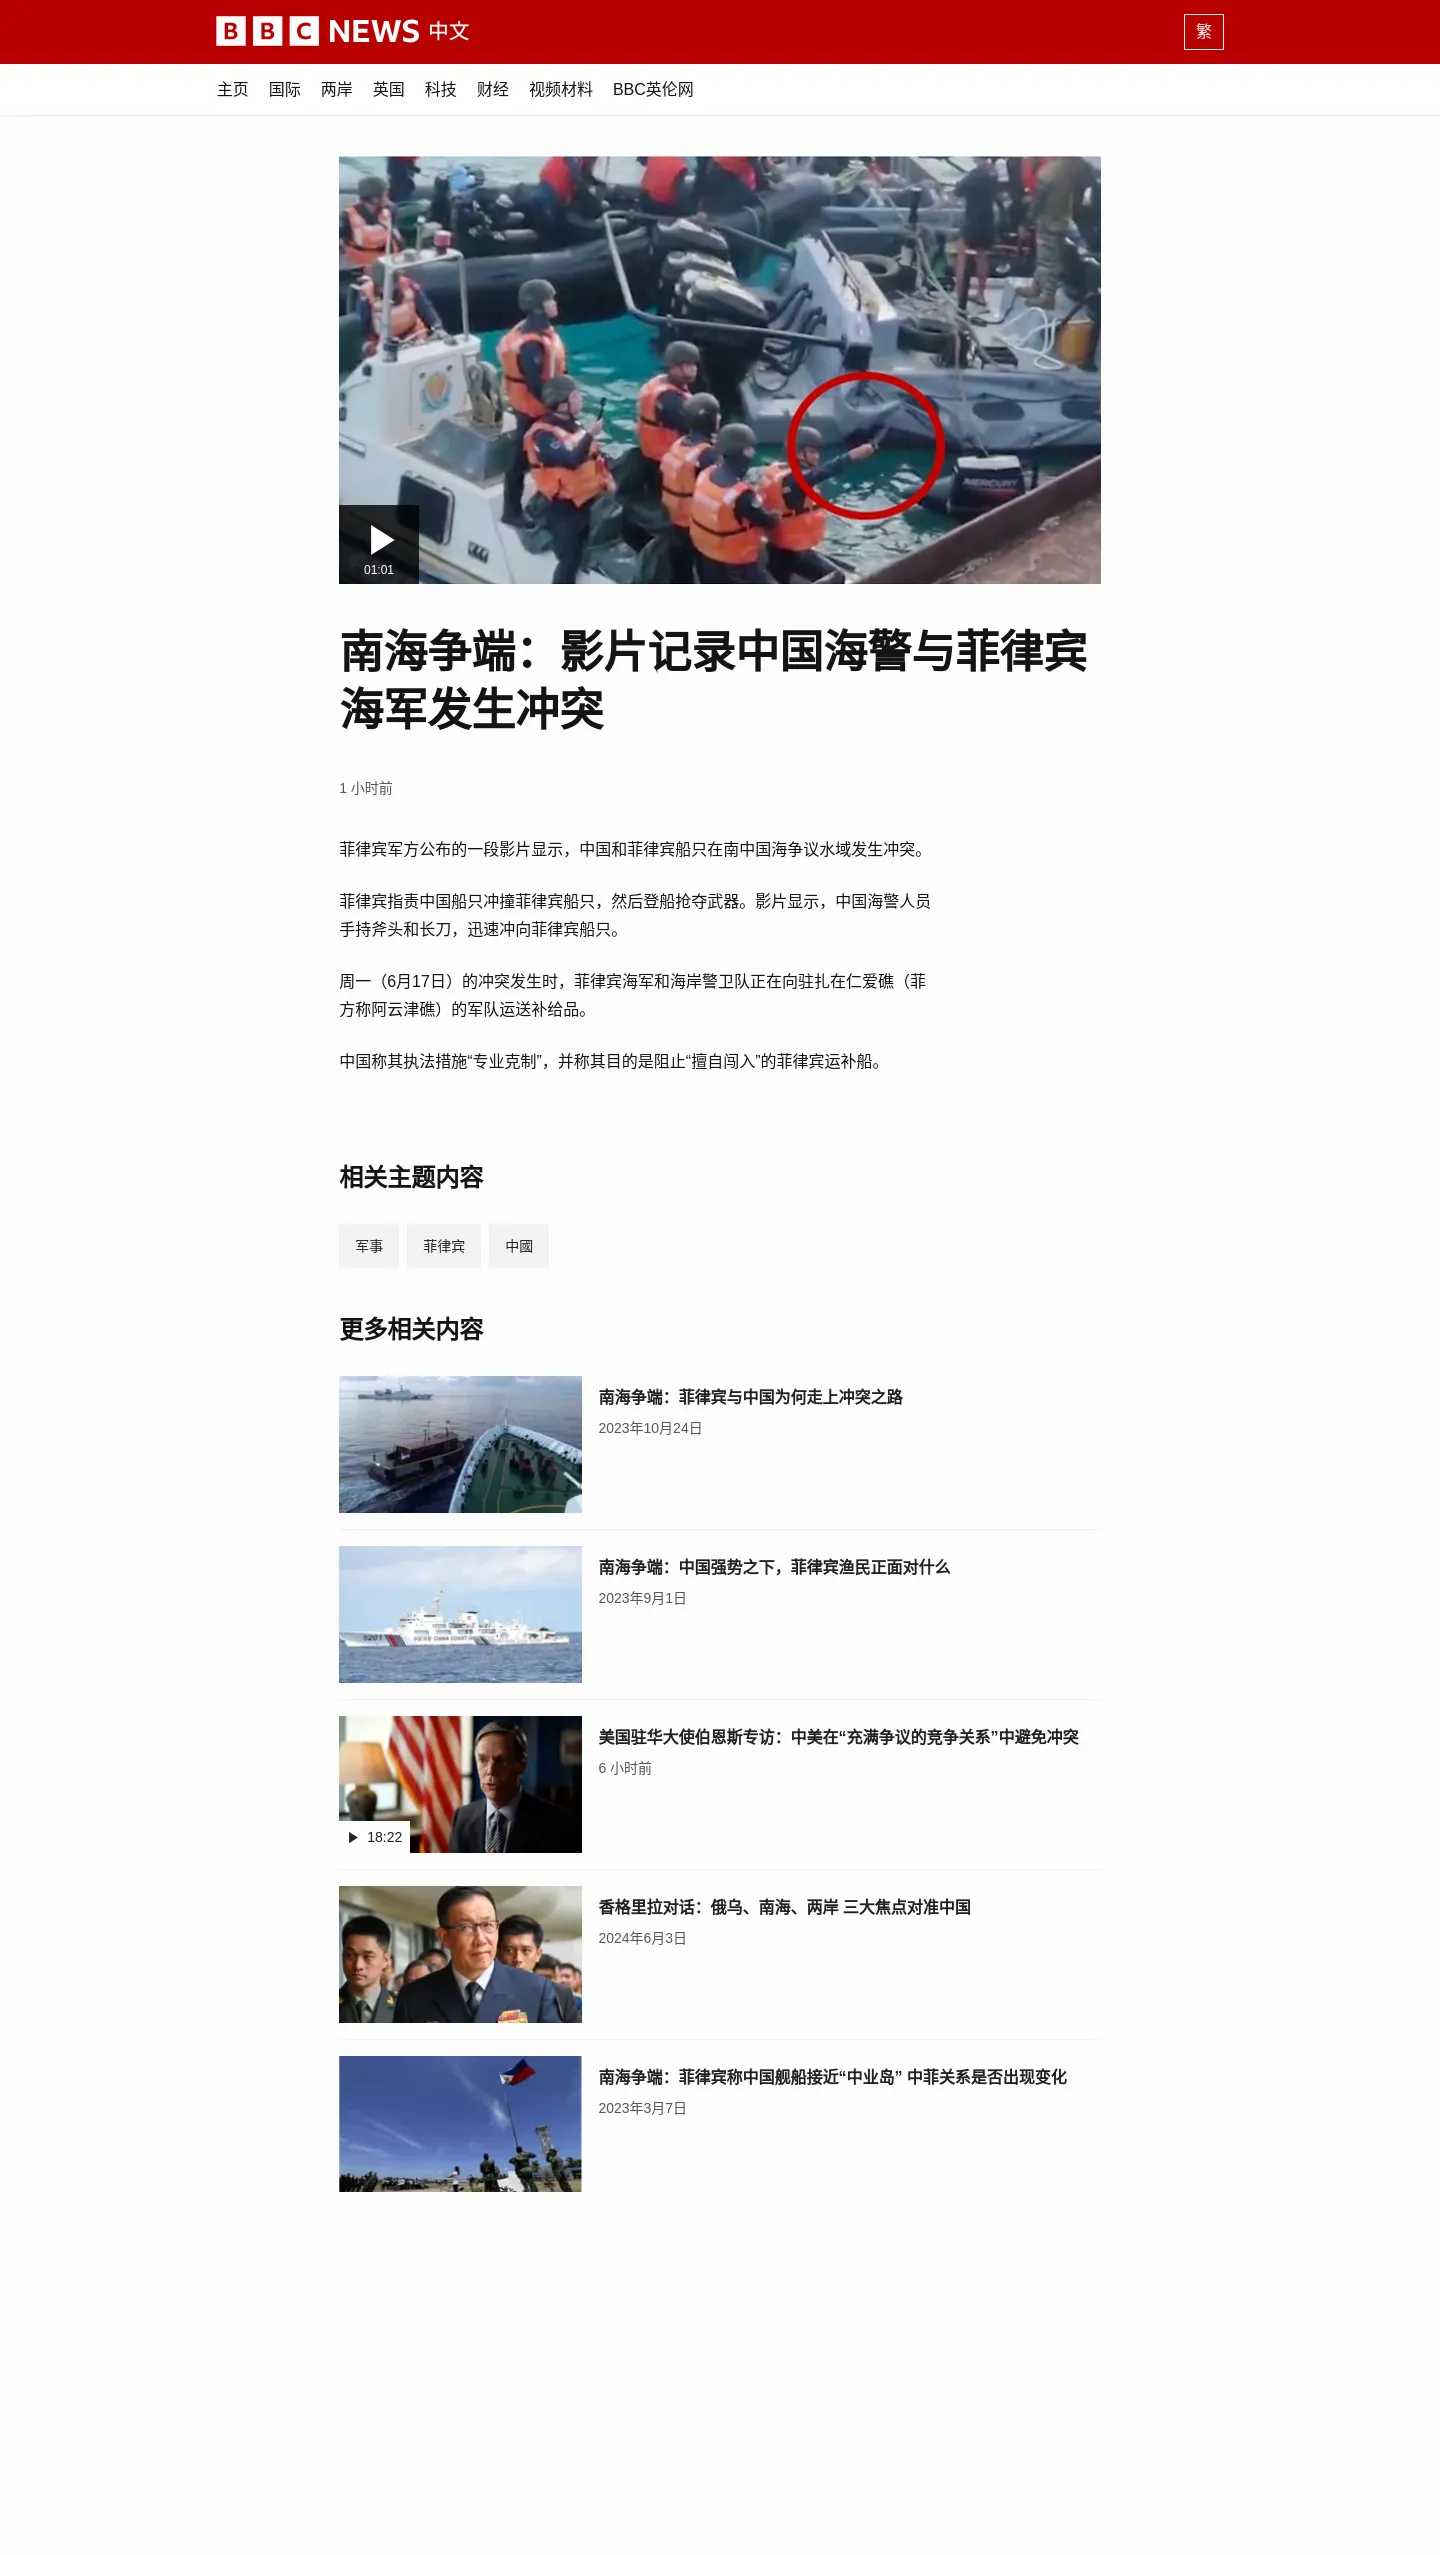 BBC NEWS 中文
繁
主页 国际 两岸 英国 科技 财经 视频材料 BBC英伦网
MERCURY
01:01
南海争端：影片记录中国海警与菲律宾
海军发生冲突
1 小时前
菲律宾军方公布的一段影片显示，中国和菲律宾船只在南中国海争议水域发生冲突。
菲律宾指责中国船只冲撞菲律宾船只，然后登船抢夺武器。影片显示，中国海警人员
手持斧头和长刀，迅速冲向菲律宾船只。
周一（6月17日）的冲突发生时，菲律宾海军和海岸警卫队正在向驻扎在仁爱礁（菲
方称阿云津礁）的军队运送补给品。
中国称其执法措施“专业克制”，并称其目的是阻止“擅自闯入”的菲律宾运补船。
相关主题内容
军事 菲律宾 中國
更多相关内容
南海争端：菲律宾与中国为何走上冲突之路
2023年10月24日
南海争端：中国强势之下，菲律宾渔民正面对什么
2023年9月1日
5201 中国海警 CHINA COAST GUARD
美国驻华大使伯恩斯专访：中美在“充满争议的竞争关系”中避免冲突
6 小时前
18:22
香格里拉对话：俄乌、南海、两岸 三大焦点对准中国
2024年6月3日
南海争端：菲律宾称中国舰船接近“中业岛” 中菲关系是否出现变化
2023年3月7日